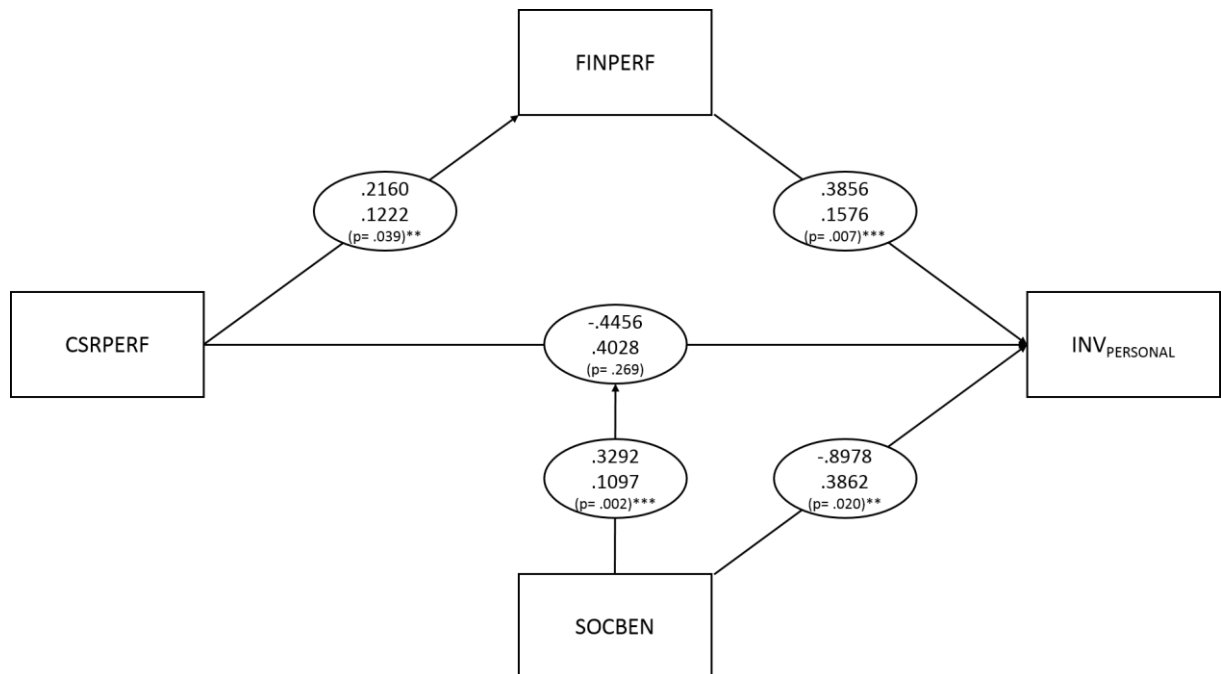 FINPERF
.2160
.1222
(p= .039)**
.3856
.1576
(p= .007)***
CSRPERF
-.4456
.4028
(p= .269)
INVPERSONAL
.3292
.1097
(p= .002)***
-.8978
.3862
(p= .020)**
SOCBEN